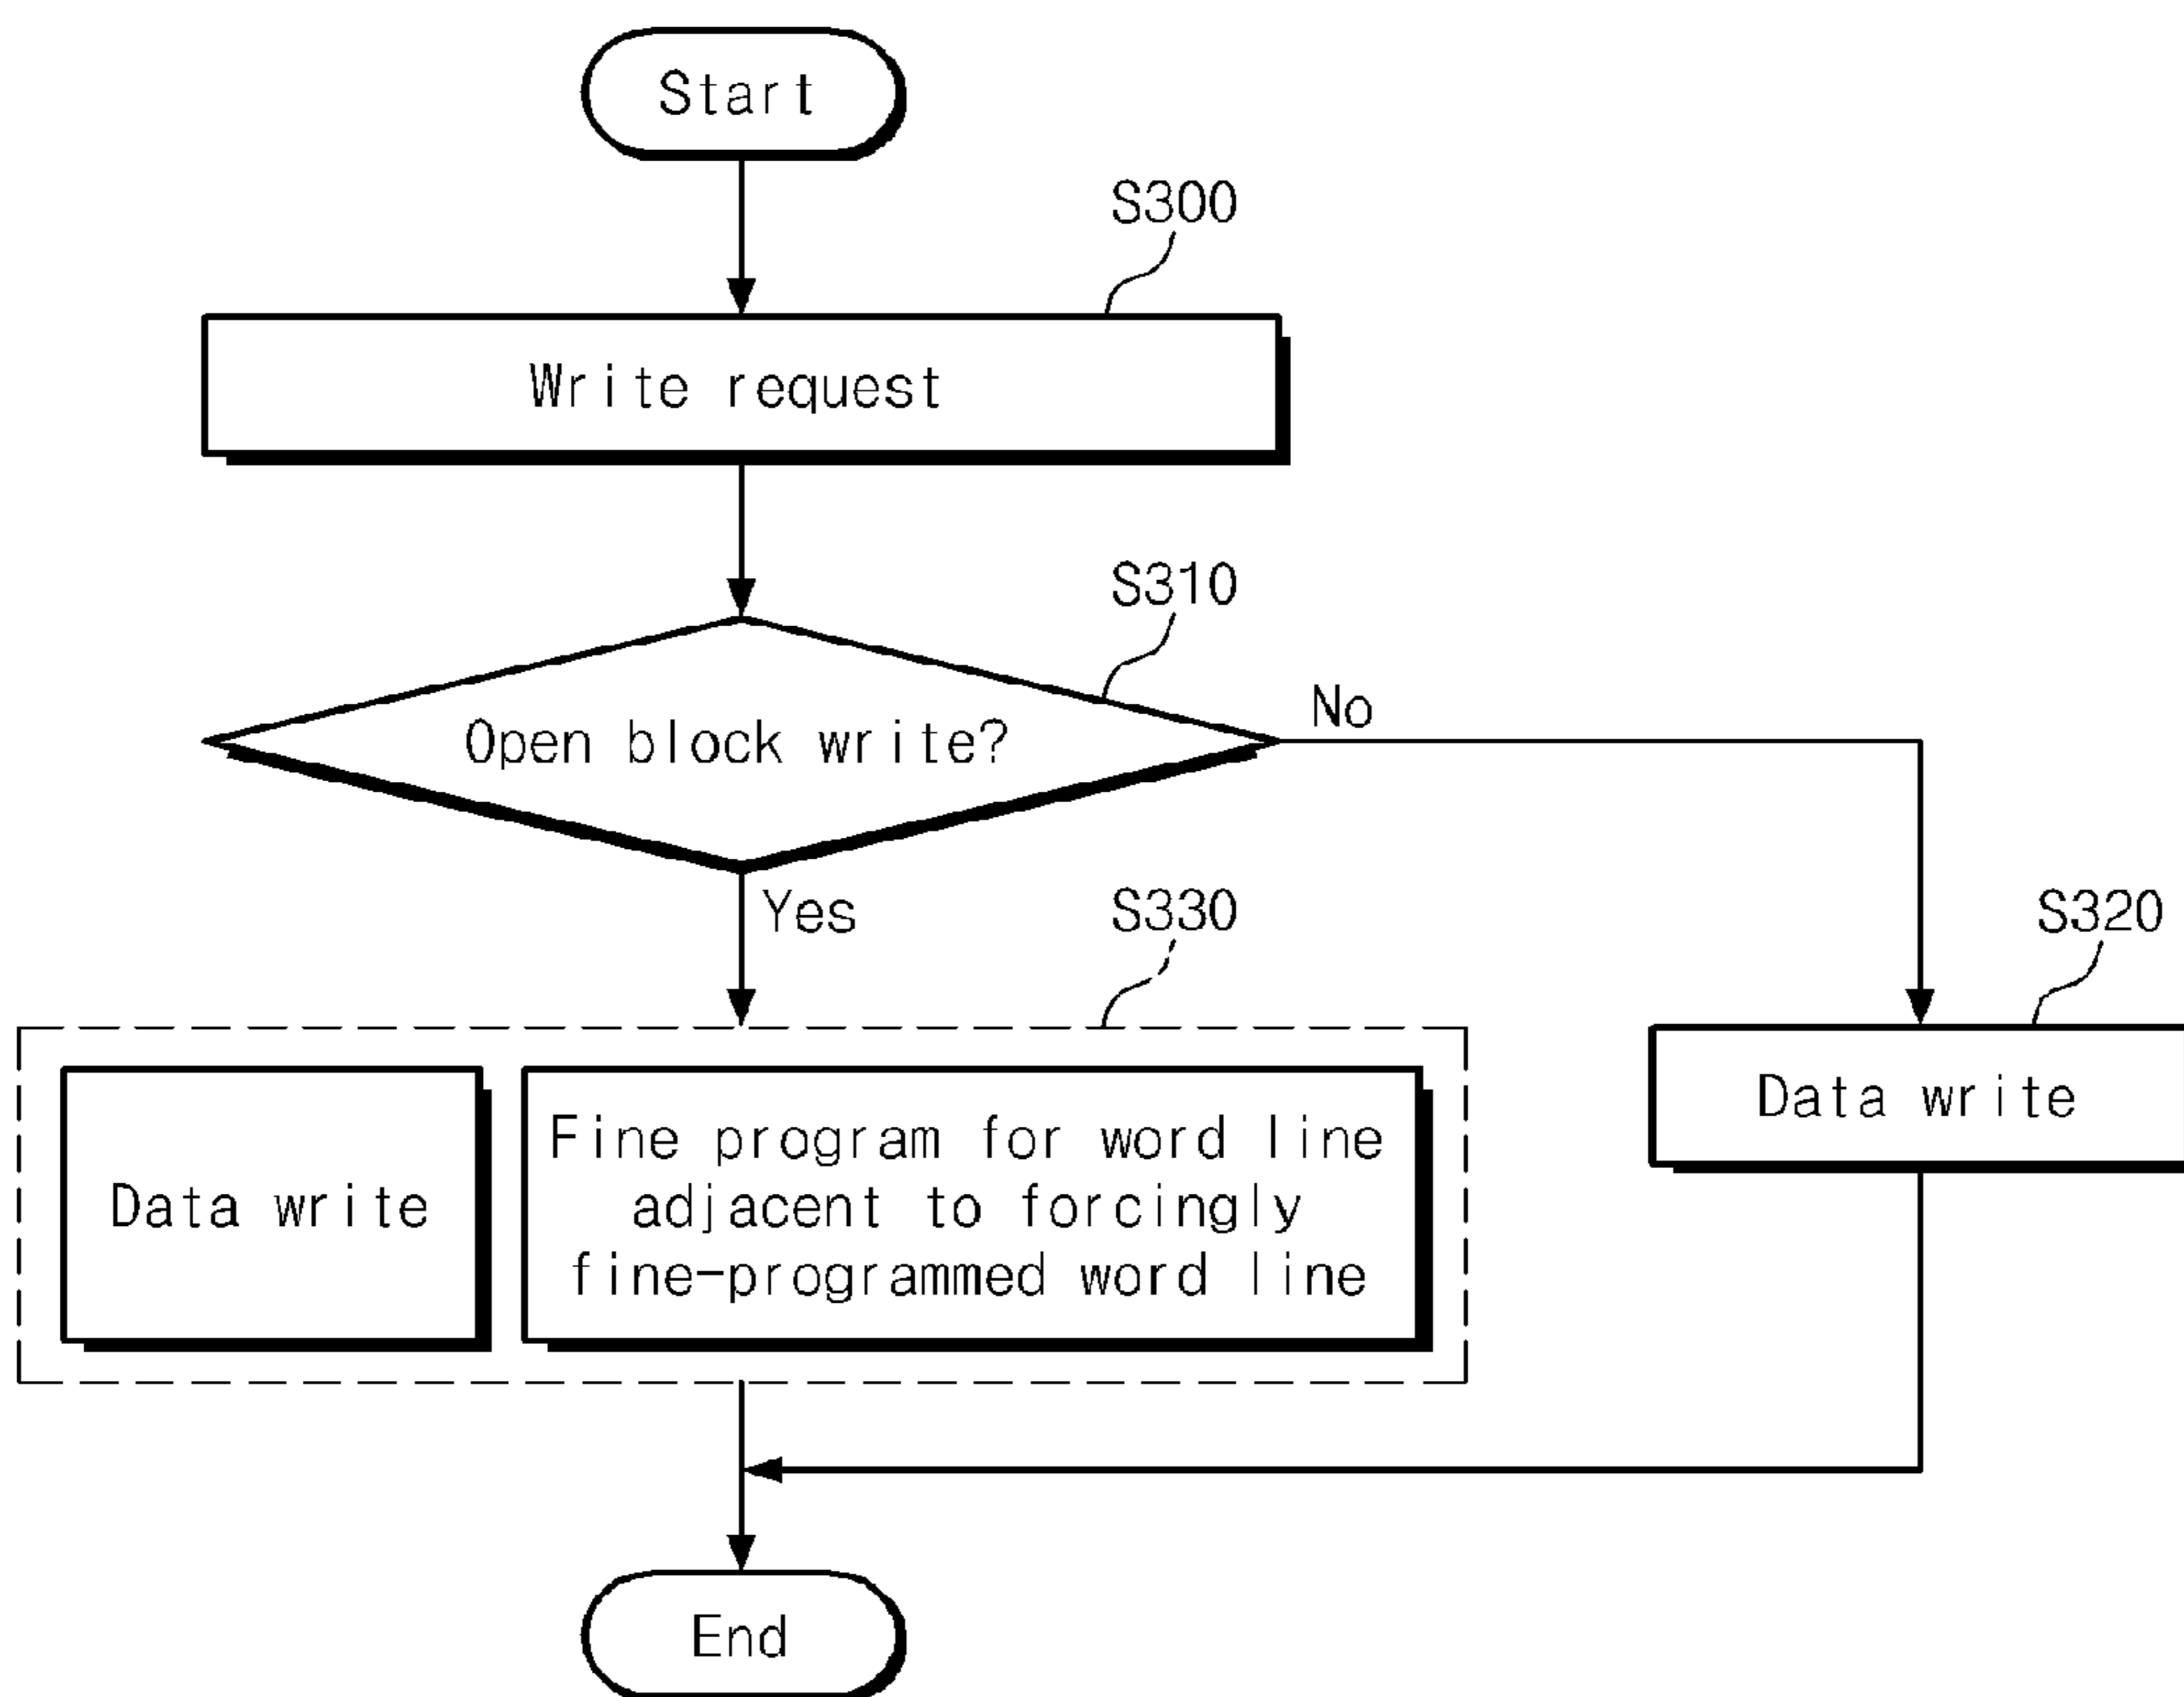 Start
S300
Write request
S310
Open block write?
No
Yes
S330
S320
Data write
Fine program for word line
adjacent to forcingly
fine-programmed word line
Data write
End